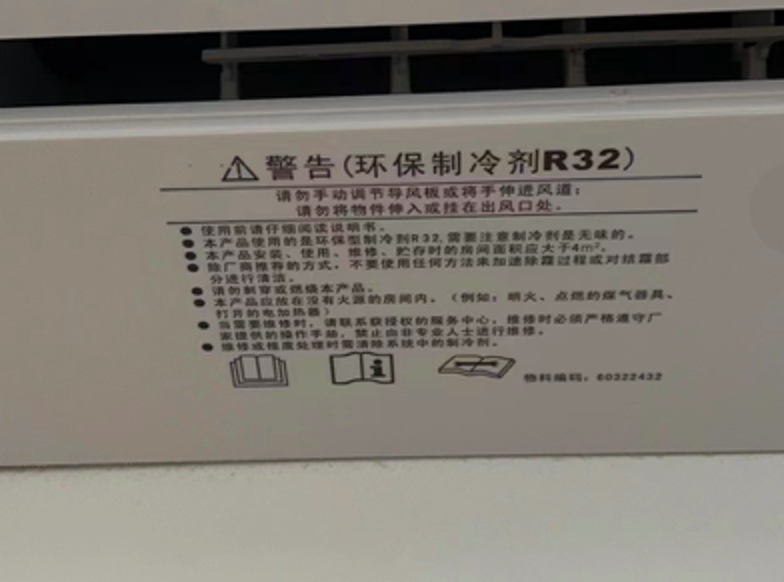 警告(环保制冷剂R32)
请勿手动调节导风板或将手伸进风道;
请勿将物件伸入或挂在出风口处。
● 使用前请仔细阅读说明书。
● 本产品使用的是环保型制冷剂R32,需要注意制冷剂是无味的。
● 本产品安装、使用、维修、贮存时的房间面积应大于4m²。
● 除厂商推荐的方式,不要使用任何方法来加速除霜过程或对结霜部
分进行清洁。
● 请勿刺穿或燃烧本产品。
● 本产品应放在没有火源的房间内。(例如:明火、点燃的煤气器具、
打开的电加热器)
● 当需要维修时,请联系获授权的服务中心,维修时必须严格遵守厂
家提供的操作手册,禁止由非专业人士进行维修。
● 维修或维度处理时需清除系统中的制冷剂。
物料编码:60322432